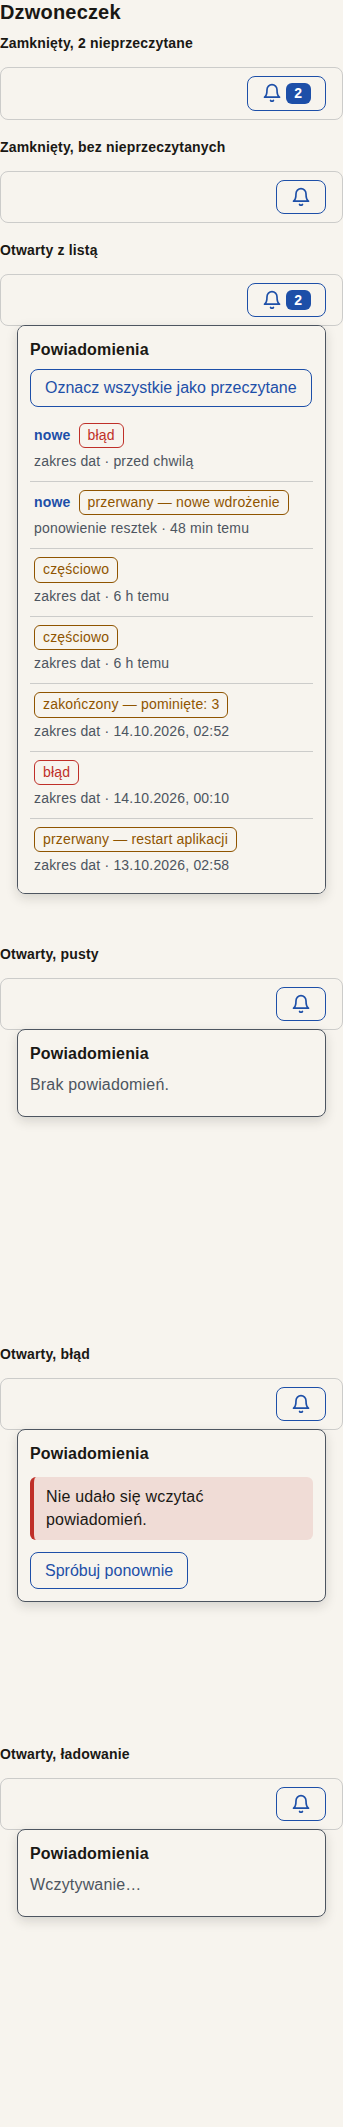 Dzwoneczek
Zamknięty, 2 nieprzeczytane
2
Zamknięty, bez nieprzeczytanych
Otwarty z listą
2
Powiadomienia
Oznacz wszystkie jako przeczytane
nowe błąd
zakres dat · przed chwilą
nowe przerwany — nowe wdrożenie
ponowienie resztek · 48 min temu
częściowo
zakres dat · 6 h temu
częściowo
zakres dat · 6 h temu
zakończony — pominięte: 3
zakres dat · 14.10.2026, 02:52
błąd
zakres dat · 14.10.2026, 00:10
przerwany — restart aplikacji
zakres dat · 13.10.2026, 02:58
Otwarty, pusty
Powiadomienia
Brak powiadomień.
Otwarty, błąd
Powiadomienia
Nie udało się wczytać
powiadomień.
Spróbuj ponownie
Otwarty, ładowanie
Powiadomienia
Wczytywanie…